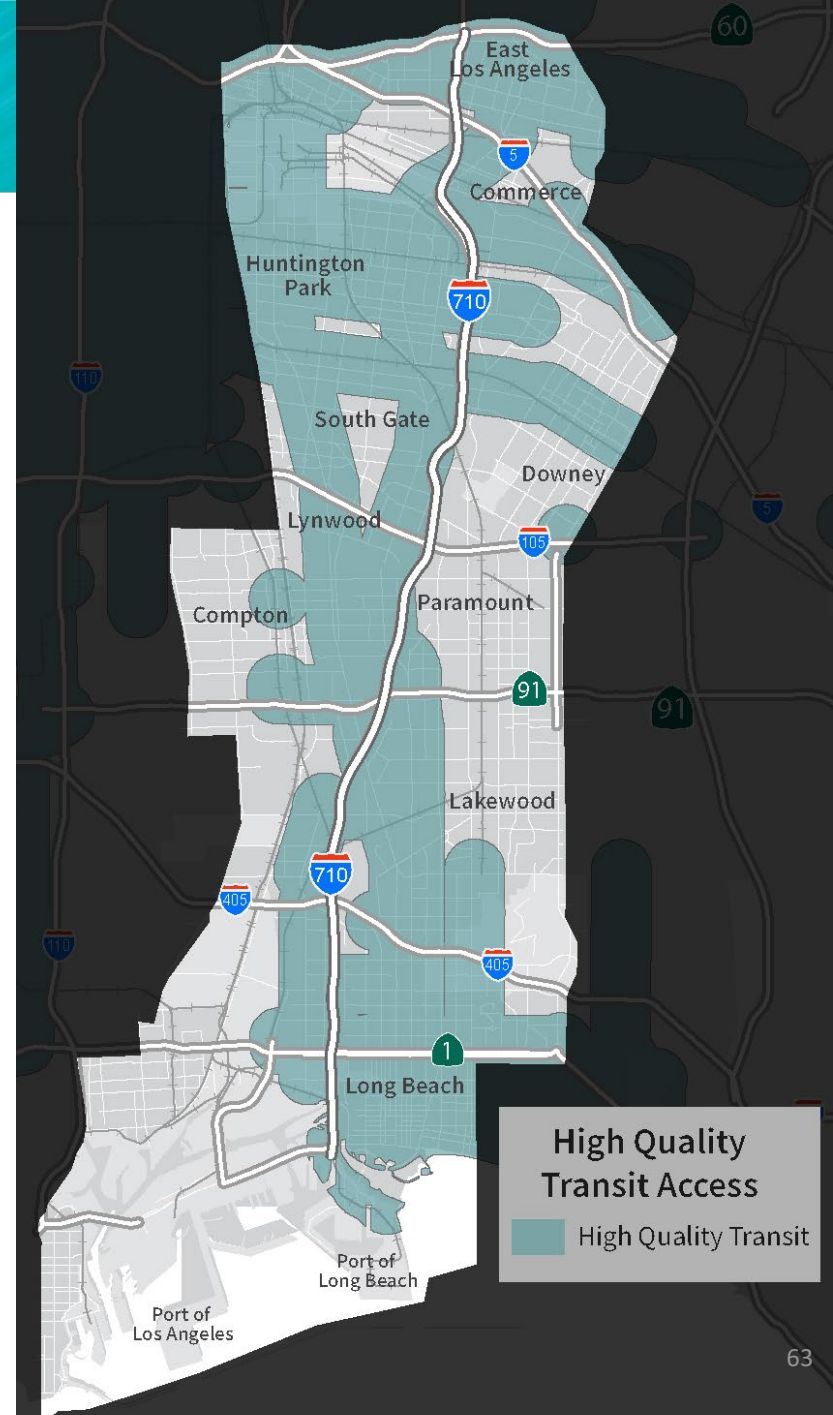 60
East
Los Angeles
5
Commerce
Huntington
Park
710
110
South Gate
Downey
5
Lynwood
105
Compton
Paramount
91
91
Lakewood
710
405
110
405
1
Long Beach
High Quality
Transit Access
High Quality Transit
Port of
Long Beach
Port of
Los Angeles
63